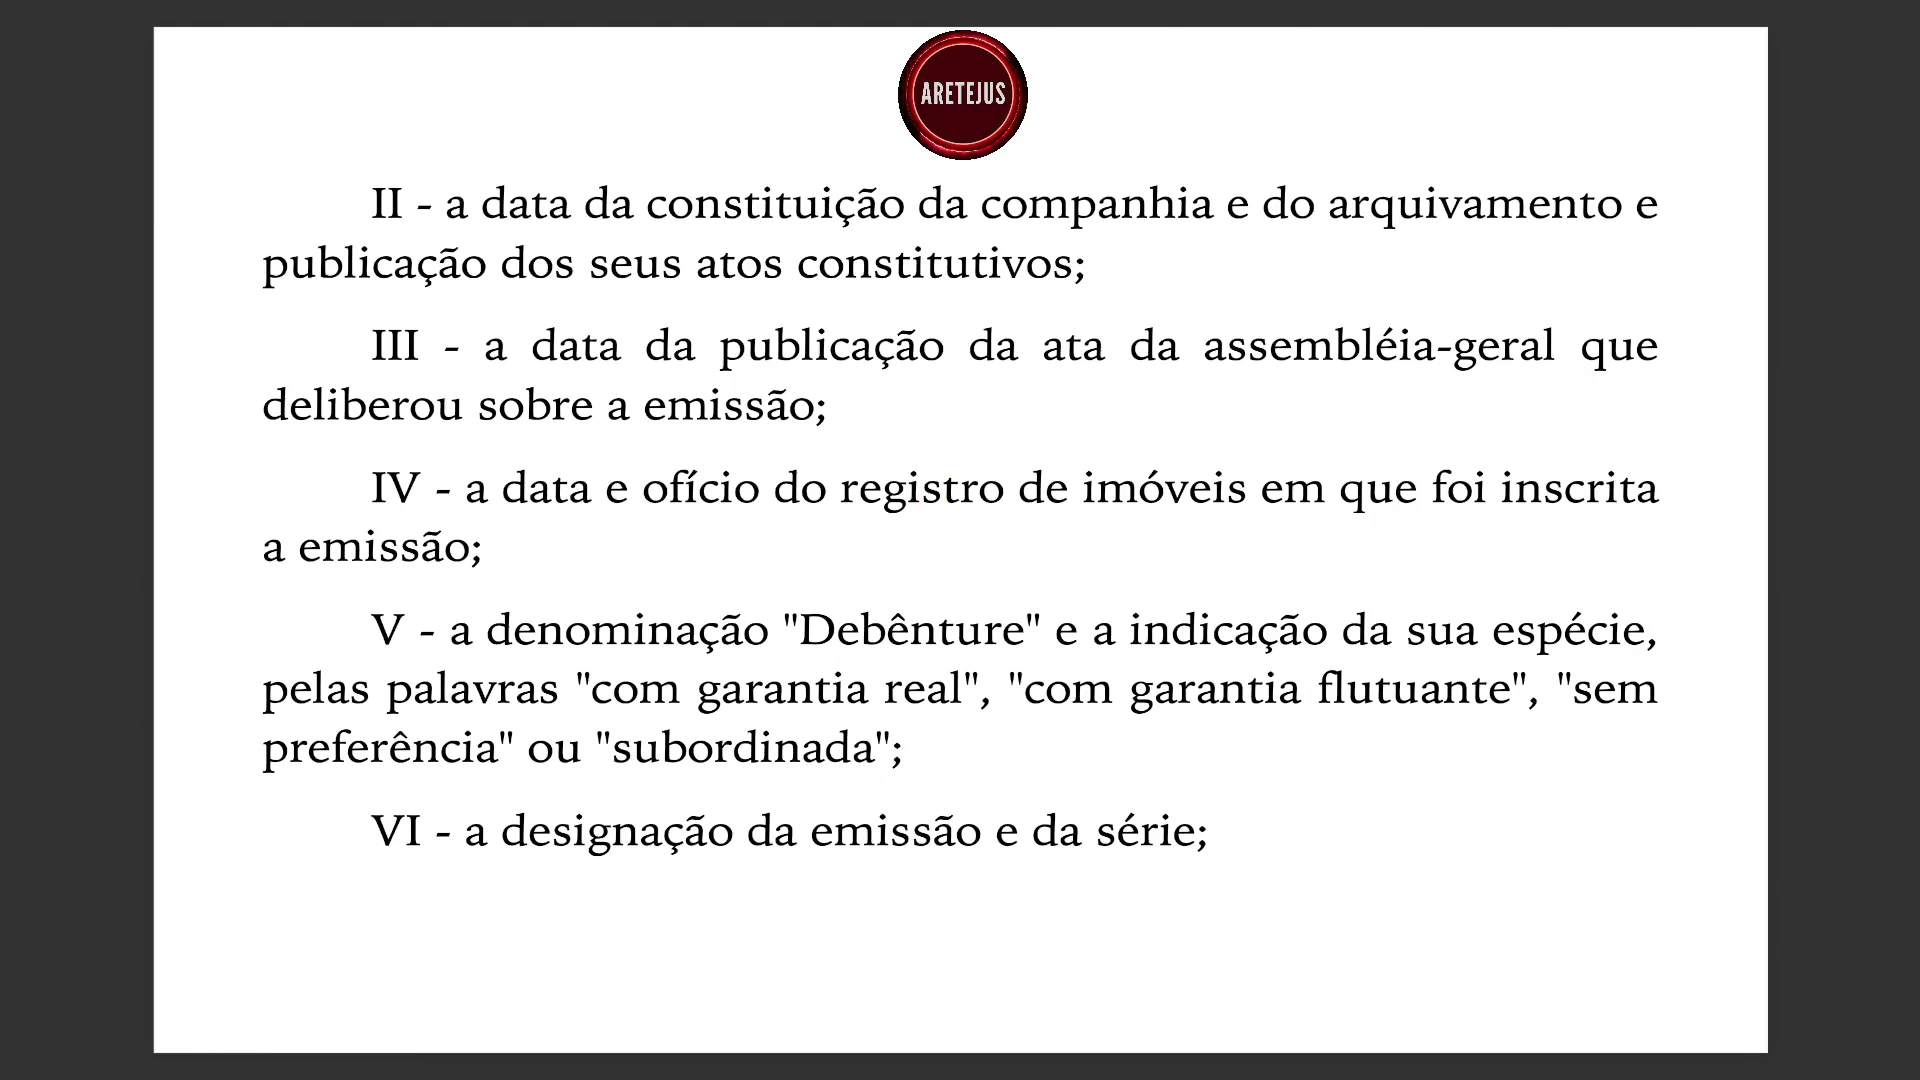 ARETEJUS
II - a data da constituição da companhia e do arquivamento e
publicação dos seus atos constitutivos;
III - a data da publicação da ata da assembléia-geral que
deliberou sobre a emissão;
IV - a data e ofício do registro de imóveis em que foi inscrita
a emissão;
V - a denominação "Debênture" e a indicação da sua espécie,
pelas palavras "com garantia real", "com garantia flutuante", "sem
preferência" ou "subordinada";
VI - a designação da emissão e da série;